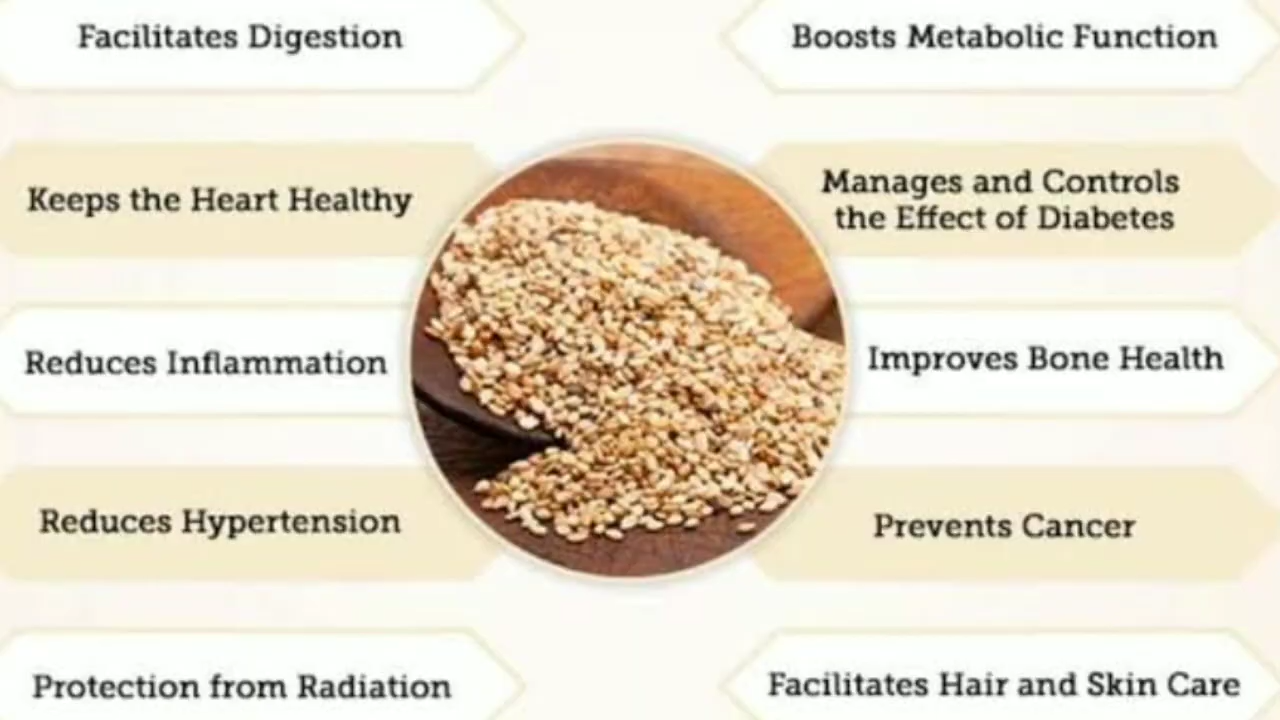 Facilitates Digestion
Boosts Metabolic Function
Keeps the Heart Healthy
Manages and Controls
the Effect of Diabetes
Reduces Inflammation
Improves Bone Health
Reduces Hypertension
Prevents Cancer
Protection from Radiation
Facilitates Hair and Skin Care